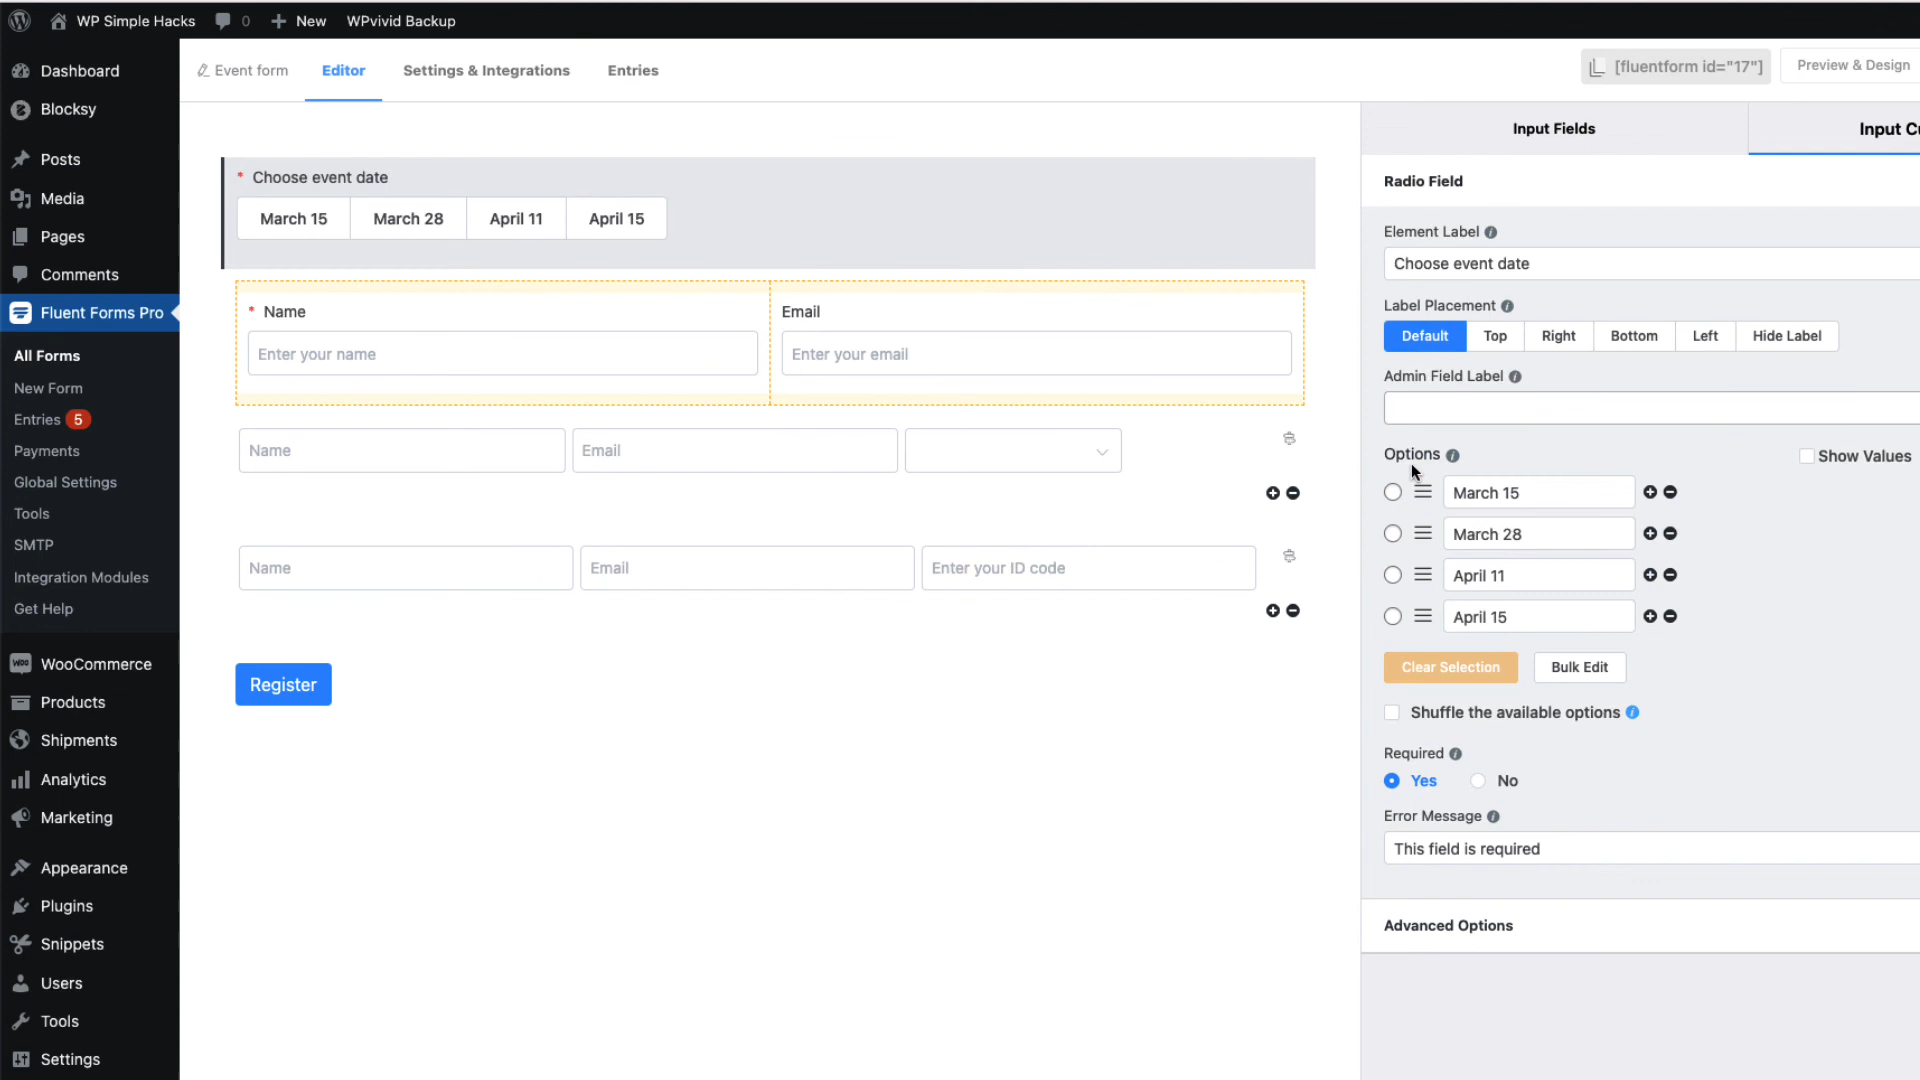 WP Simple Hacks 0 New WPvivid Backup
Dashboard
Blocksy
Posts
Media
Pages
Comments
Fluent Forms Pro
All Forms
New Form
Entries 5
Payments
Global Settings
Tools
SMTP
Integration Modules
Get Help
WooCommerce
Products
Shipments
Analytics
Marketing
Appearance
Plugins
Snippets
Users
Tools
Settings
Event form Editor Settings & Integrations Entries
[fluentform id="17"] Preview & Design
* Choose event date
March 15 March 28 April 11 April 15
* Name Email
Enter your name Enter your email
Name Email
Name Email Enter your ID code
Register
Input Fields Input Cu
Radio Field
Element Label
Choose event date
Label Placement
Default Top Right Bottom Left Hide Label
Admin Field Label
Options Show Values
March 15
March 28
April 11
April 15
Clear Selection Bulk Edit
Shuffle the available options
Required
Yes No
Error Message
This field is required
Advanced Options